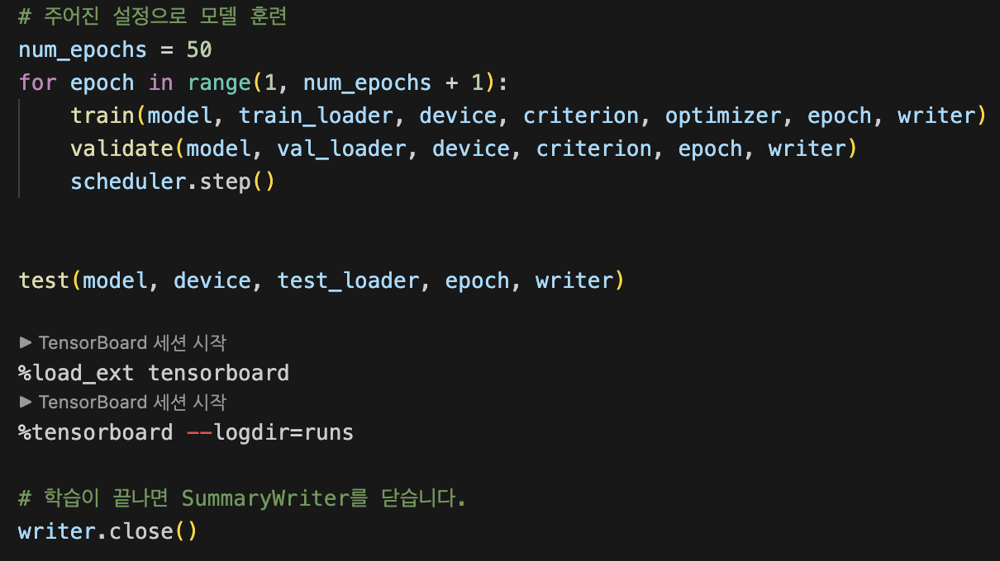 # 주어진 설정으로 모델 훈련
num_epochs = 50
for epoch in range(1, num_epochs + 1):
    train(model, train_loader, device, criterion, optimizer, epoch, writer)
    validate(model, val_loader, device, criterion, epoch, writer)
    scheduler.step()
test(model, device, test_loader, epoch, writer)
▶ TensorBoard 세션 시작
%load_ext tensorboard
▶ TensorBoard 세션 시작
%tensorboard --logdir=runs
# 학습이 끝나면 SummaryWriter를 닫습니다.
writer.close()